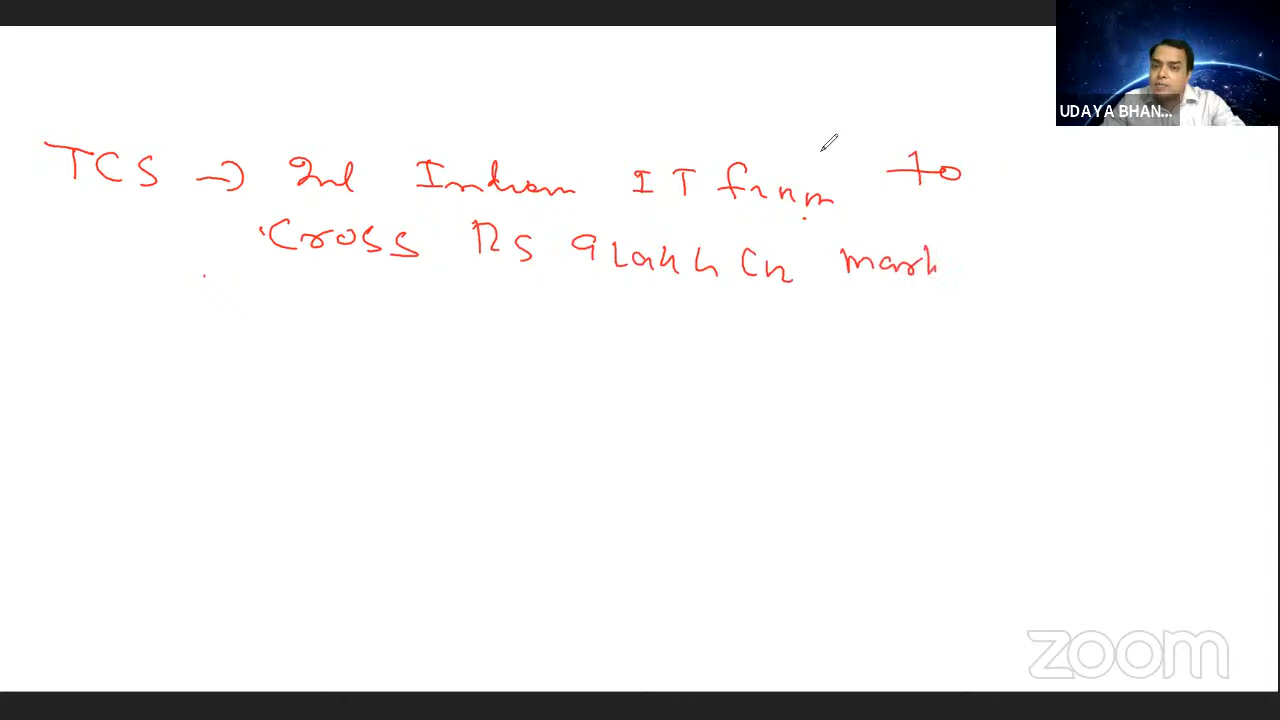 UDAYA BHAN...
TCS → 2nd Indian IT firm to
Cross Rs 9 Lakh Cr mark
zoom